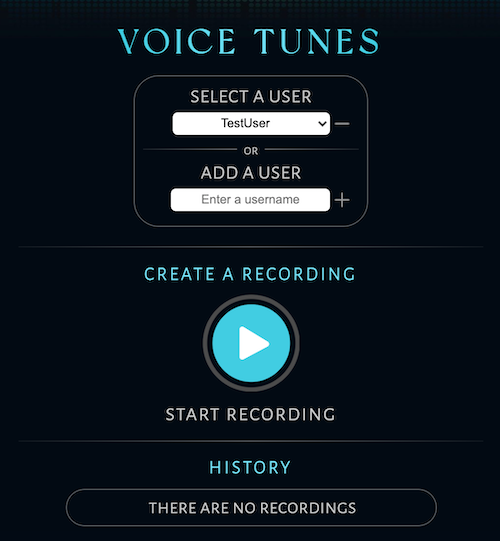 VOICE TUNES
SELECT A USER
TestUser
OR
ADD A USER
Enter a username
CREATE A RECORDING
START RECORDING
HISTORY
THERE ARE NO RECORDINGS